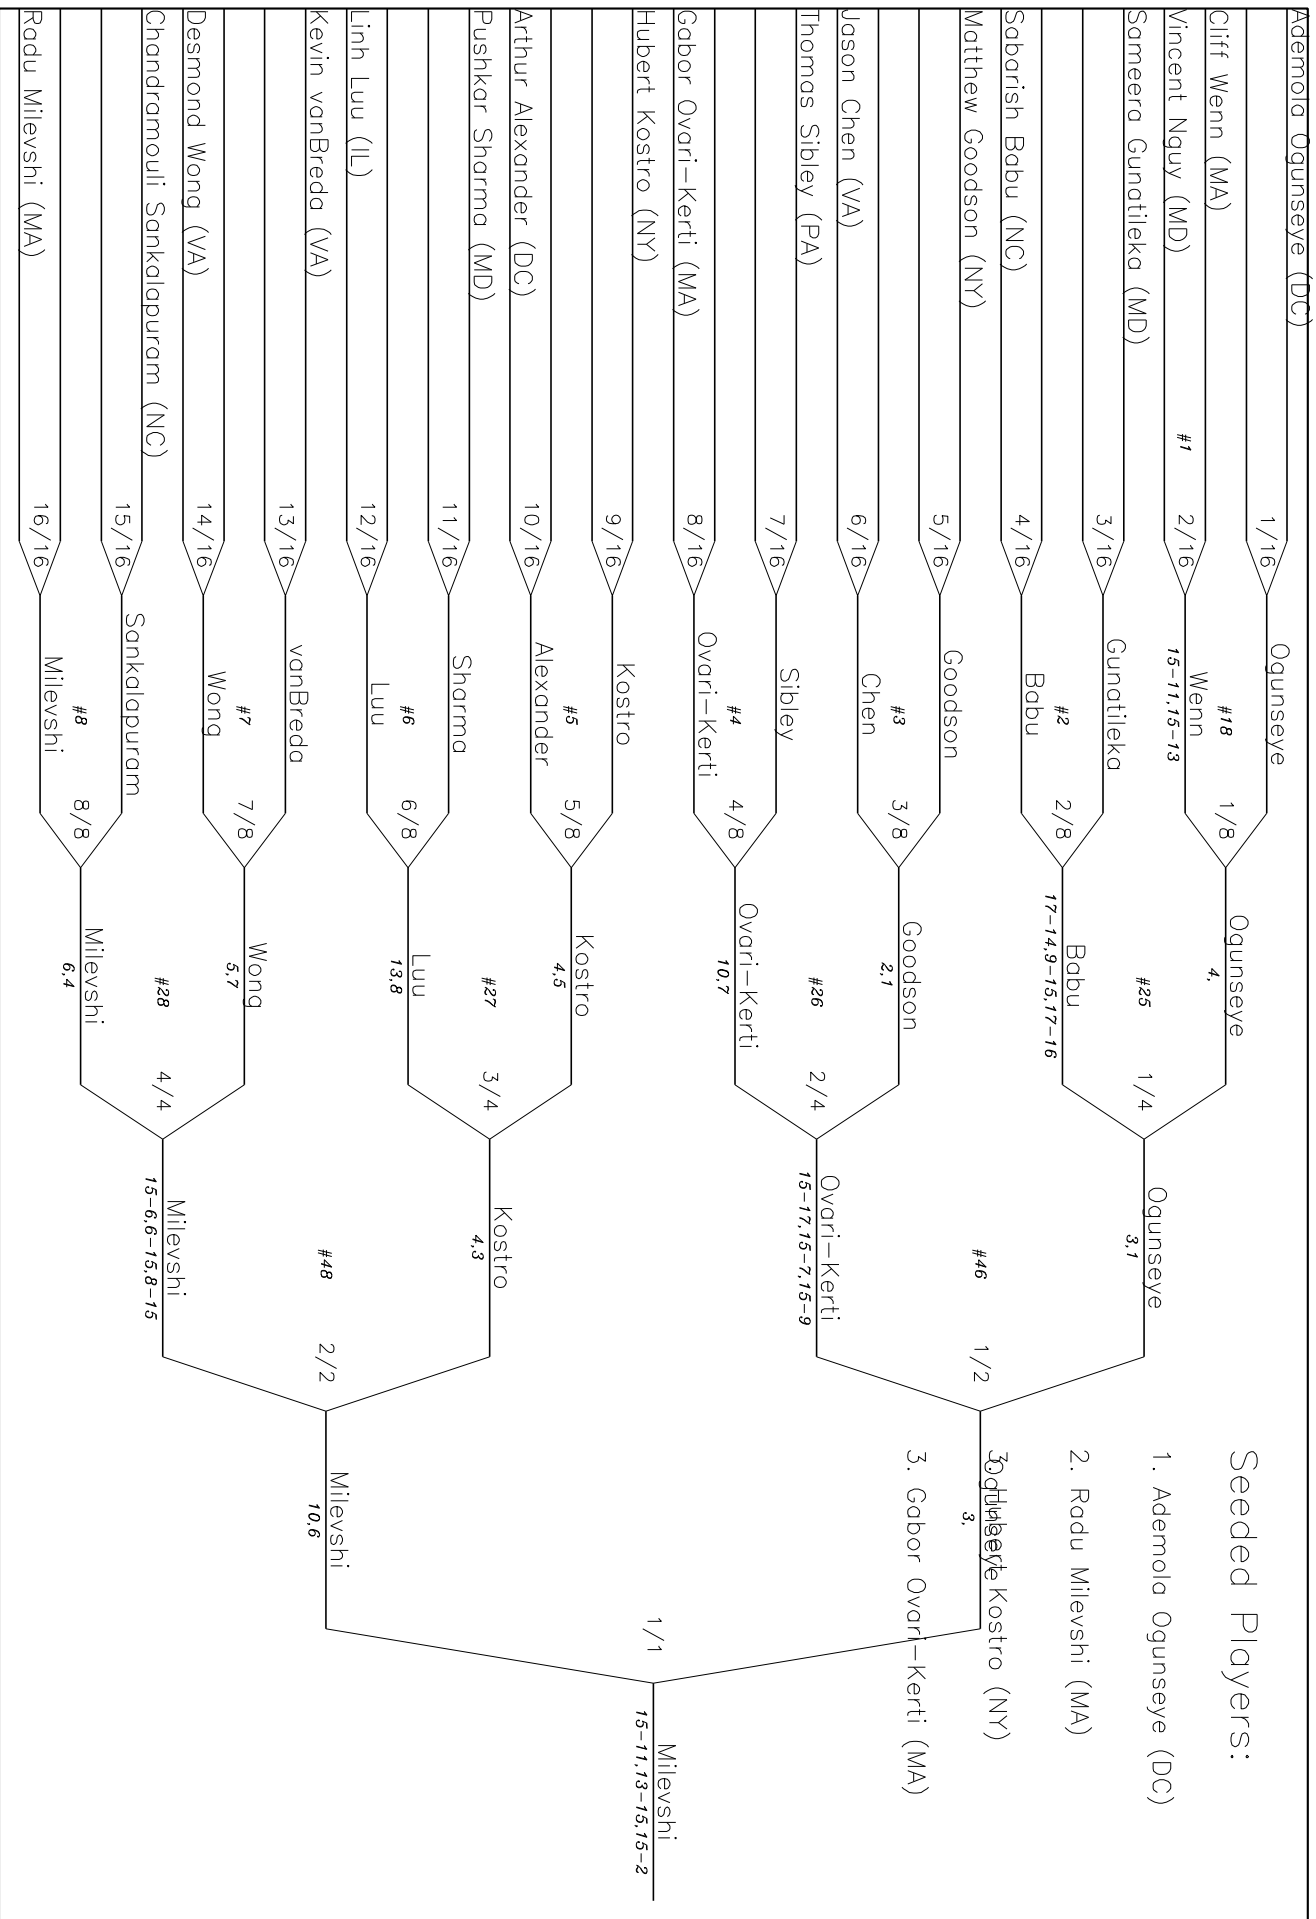 Ademola Ogunseye (DC)
Cliff Wenn (MA)
Vincent Nguy (MD)
Sameera Gunatileka (MD)
Sabarish Babu (NC)
Matthew Goodson (NY)
Jason Chen (VA)
Thomas Sibley (PA)
Gabor Ovari-Kerti (MA)
Hubert Kostro (NY)
Arthur Alexander (DC)
Pushkar Sharma (MD)
Linh Luu (IL)
Kevin vanBreda (VA)
Desmond Wong (VA)
Chandramouli Sankalapuram (NC)
Radu Milevshi (MA)
#1
1/16
2/16
3/16
4/16
5/16
6/16
7/16
8/16
9/16
10/16
11/16
12/16
13/16
14/16
15/16
16/16
Ogunseye
#18
Wenn
15-11,15-13
Gunatileka
#2
Babu
Goodson
#3
Chen
Sibley
#4
Ovari-Kerti
Kostro
#5
Alexander
Sharma
#6
Luu
vanBreda
#7
Wong
Sankalapuram
#8
Milevshi
1/8
2/8
3/8
4/8
5/8
6/8
7/8
8/8
Ogunseye
4,
#25
Babu
17-14,9-15,17-16
Goodson
2,1
#26
Ovari-Kerti
10,7
Kostro
4,5
#27
Luu
13,8
Wong
5,7
#28
Milevshi
6,4
1/4
2/4
3/4
4/4
Ogunseye
3,1
#46
Ovari-Kerti
15-17,15-7,15-9
Kostro
4,3
#48
Milevshi
15-6,6-15,8-15
1/2
2/2
Seeded Players:
1. Ademola Ogunseye (DC)
2. Radu Milevshi (MA)
3. Hubert Kostro (NY)
Ogunseye
3,
3. Gabor Ovari-Kerti (MA)
Milevshi
10,6
1/1
Milevshi
15-11,13-15,15-2